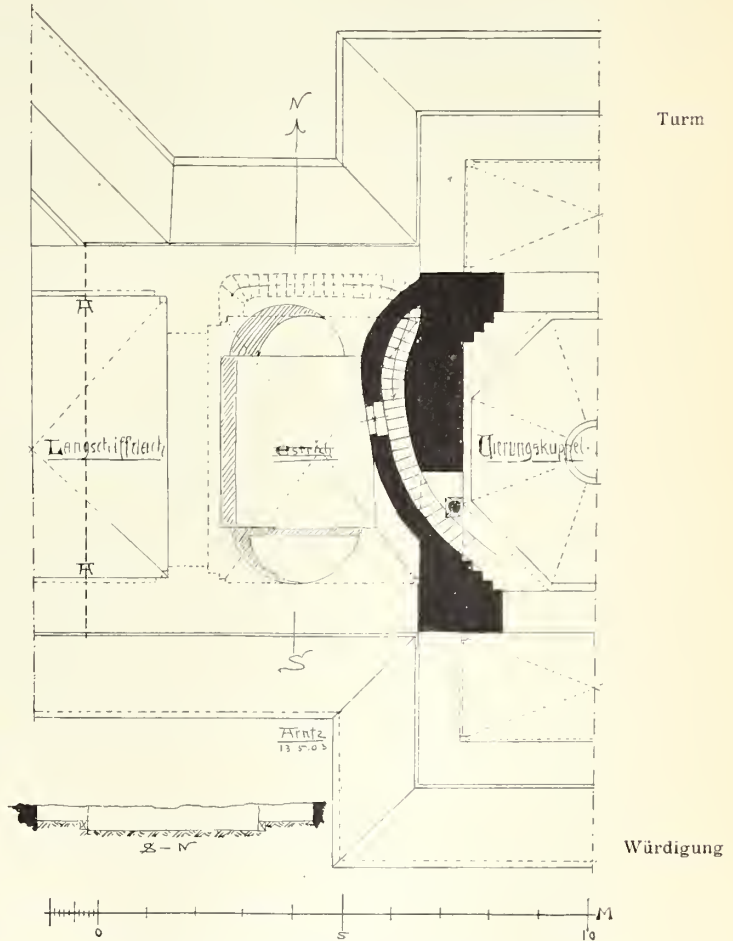 Turm
N
A
Langschiffdach
Estrich
Vierungskuppel
A
S
Arntz
13 5.03
S – N
Würdigung
0 5 10 M